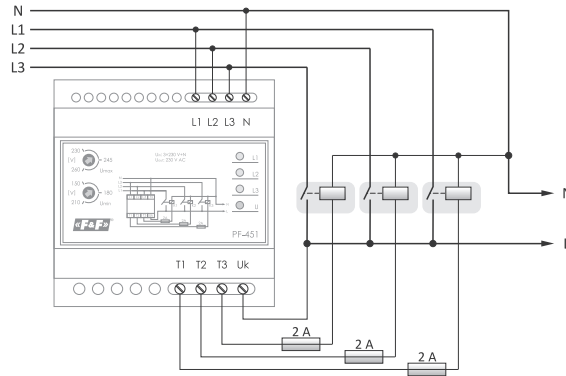 N
L1
L2
L3
L1 L2 L3 N
230
[V] 245
260 Umax
150
[V] 180
210 Umin
L1
L2
L3
U
F&F
PF-451
T1 T2 T3 Uk
2 A
2 A
2 A